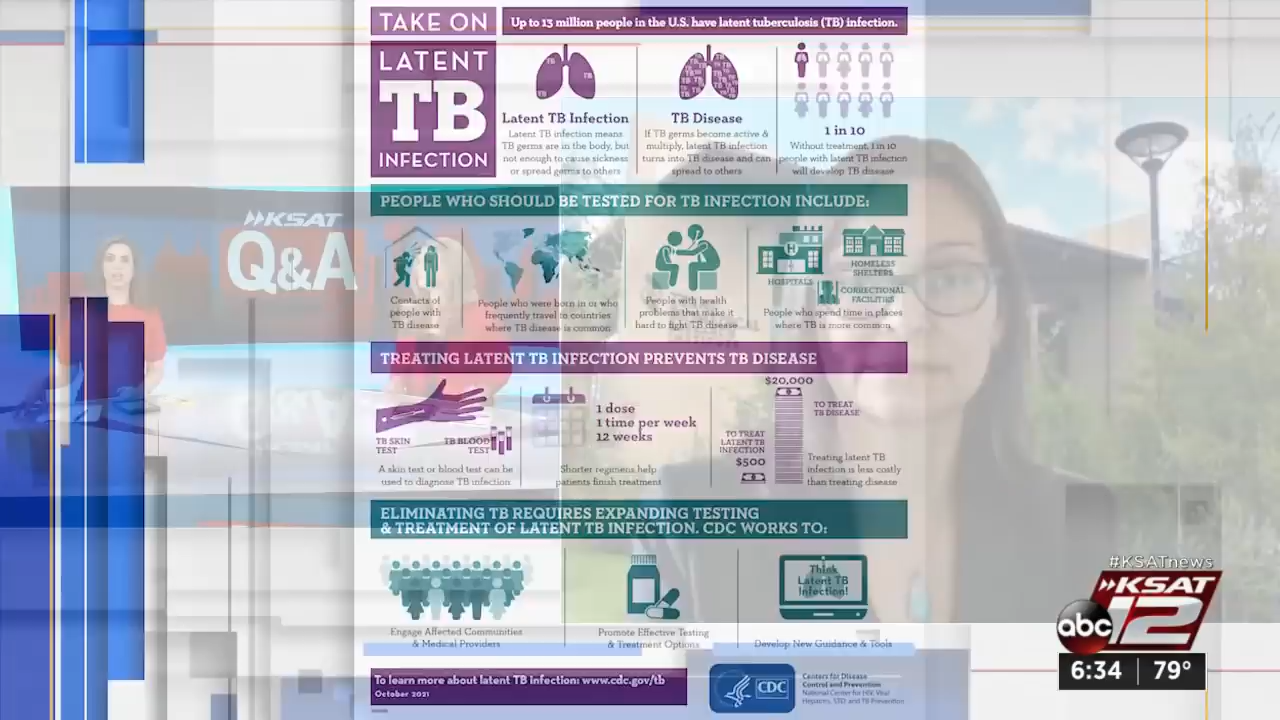 TAKE ON
LATENT
TB
INFECTION
Up to 13 million people in the U.S. have latent tuberculosis (TB) infection.
TB
TB
Latent TB Infection
Latent TB infection means
TB germs are in the body, but
not enough to cause sickness
or spread germs to others
TB Disease
If TB germs become active &
multiply, latent TB infection
turns into TB disease and can
spread to others
1 in 10
Without treatment, 1 in 10
people with latent TB infection
will develop TB disease
PEOPLE WHO SHOULD BE TESTED FOR TB INFECTION INCLUDE:
Contacts of
people with
TB disease
People who were born in or who
frequently travel to countries
where TB disease is common
People with health
problems that make it
hard to fight TB disease
H
HOSPITALS
HOMELESS
SHELTERS
CORRECTIONAL
FACILITIES
People who spend time in places
where TB is more common
TREATING LATENT TB INFECTION PREVENTS TB DISEASE
TB SKIN
TEST
TB BLOOD
TEST
A skin test or blood test can be
used to diagnose TB infection
1 dose
1 time per week
12 weeks
Shorter regimens help
patients finish treatment
$20,000
TO TREAT
TB DISEASE
TO TREAT
LATENT TB
INFECTION
$500
Treating latent TB
infection is less costly
than treating disease
ELIMINATING TB REQUIRES EXPANDING TESTING
& TREATMENT OF LATENT TB INFECTION. CDC WORKS TO:
Engage Affected Communities
& Medical Providers
Promote Effective Testing
& Treatment Options
Think
Latent TB
Infection!
Develop New Guidance & Tools
To learn more about latent TB infection: www.cdc.gov/tb
October 2021
CDC
Centers for Disease
Control and Prevention
National Center for HIV, Viral
Hepatitis, STD, and TB Prevention
KSAT
Q&A
#KSATnews
KSAT
abc 12
6:34 79°